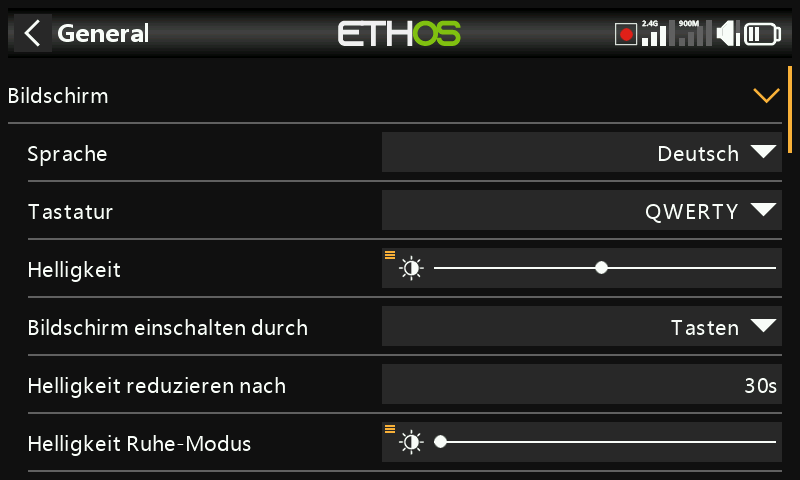 General
ETHOS
2.4G
900M
Bildschirm
Sprache
Deutsch
Tastatur
QWERTY
Helligkeit
Bildschirm einschalten durch
Tasten
Helligkeit reduzieren nach
30s
Helligkeit Ruhe-Modus